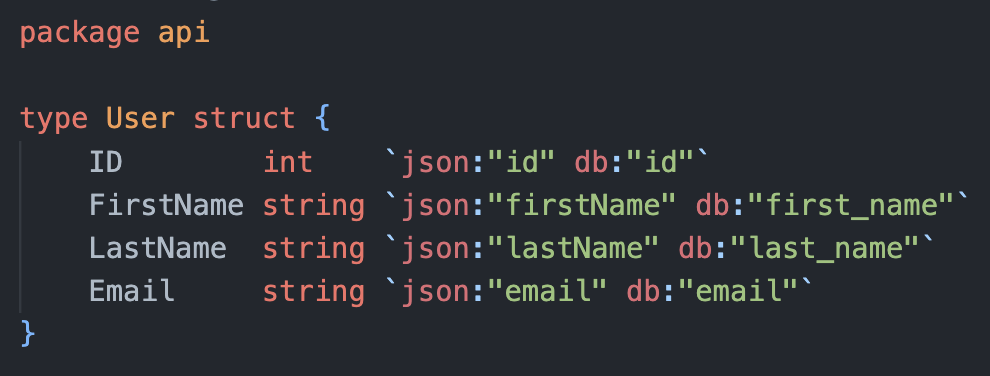 package api
type User struct {
    ID        int    `json:"id" db:"id"`
    FirstName string `json:"firstName" db:"first_name"`
    LastName  string `json:"lastName" db:"last_name"`
    Email     string `json:"email" db:"email"`
}